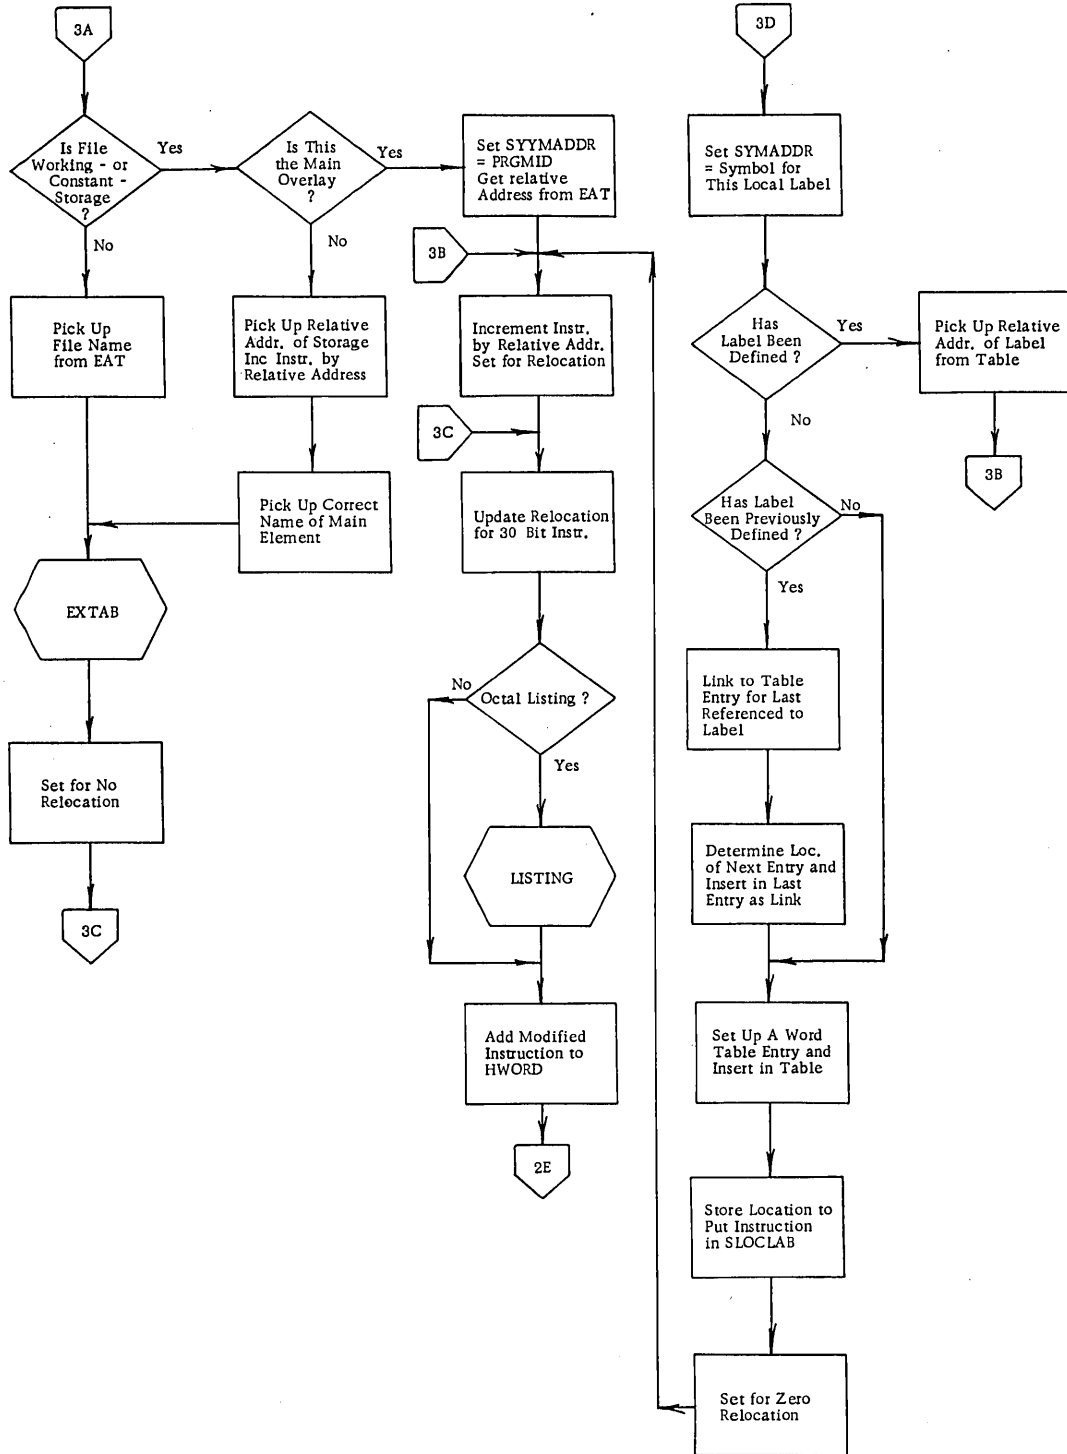 3A
Is File
Working - or
Constant -
Storage
?
Yes
No
Is This
the Main
Overlay
?
Yes
No
Set SYYMADDR
= PRGMID
Get relative
Address from EAT
3B
Pick Up
File Name
from EAT
Pick Up Relative
Addr. of Storage
Inc Instr. by
Relative Address
Increment Instr.
by Relative Addr.
Set for Relocation
3C
Pick Up Correct
Name of Main
Element
Update Relocation
for 30 Bit Instr.
EXTAB
Octal Listing ?
No
Yes
Set for No
Relocation
LISTING
3C
Add Modified
Instruction to
HWORD
2E
3D
Set SYMADDR
= Symbol for
This Local Label
Has
Label Been
Defined ?
Yes
No
Pick Up Relative
Addr. of Label
from Table
3B
Has Label
Been Previously
Defined ?
No
Yes
Link to Table
Entry for Last
Referenced to
Label
Determine Loc.
of Next Entry and
Insert in Last
Entry as Link
Set Up A Word
Table Entry and
Insert in Table
Store Location to
Put Instruction
in SLOCLAB
Set for Zero
Relocation